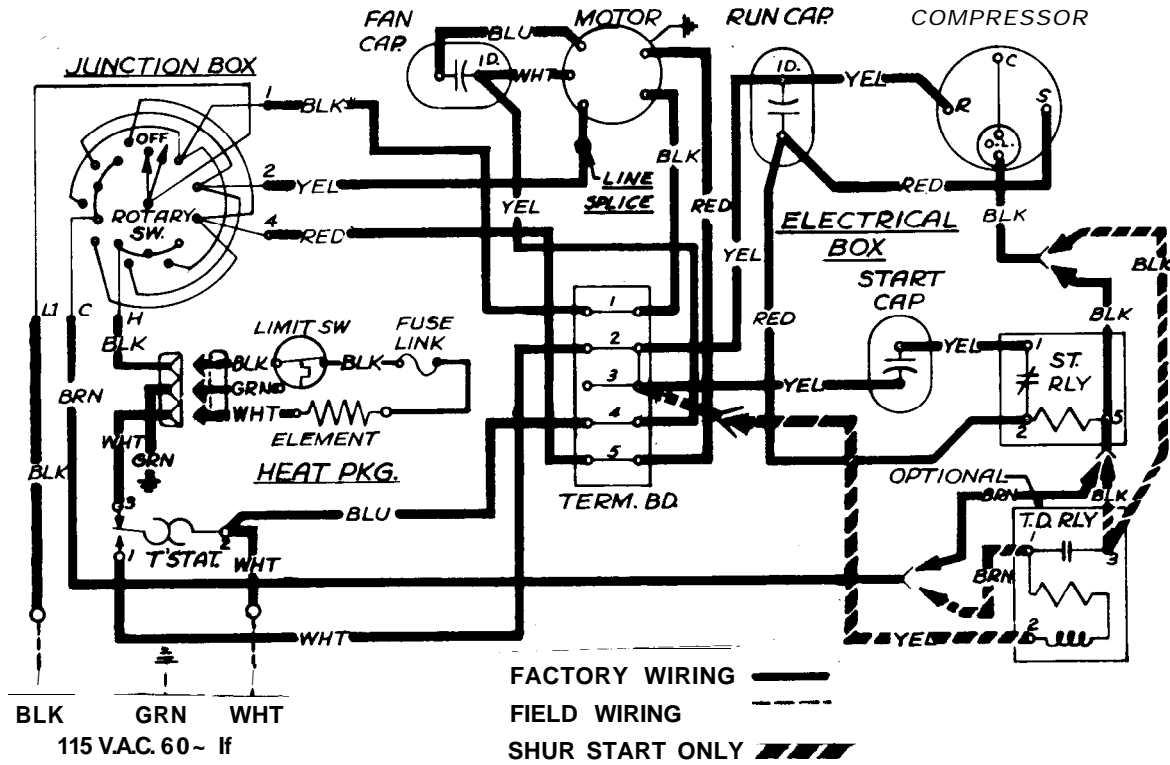 FAN CAP.
MOTOR
RUN CAP.
COMPRESSOR
BLU
1D.
WHT
1D.
YEL
C
R
S
O.L.
JUNCTION BOX
1
BLK*
OFF
2
YEL
ROTARY SW.
4
RED
LINE SPLICE
YEL
BLK
RED
RED
BLK
ELECTRICAL BOX
YEL
START CAP
BLK
L1
C
H
BLK
LIMIT SW
FUSE LINK
BLK
BLK
GRN
WHT
ELEMENT
HEAT PKG.
BRN
WHT
GRN
BLK
1
2
3
4
5
TERM. BD.
RED
YEL
YEL
BLK
1
ST. RLY
2
5
OPTIONAL
BRN
BLK
T.D. RLY
1
3
2
BRN
YEL
3
BLU
T'STAT.
2
1
WHT
WHT
BLK
GRN
WHT
115 V.A.C. 60~ If
FACTORY WIRING
FIELD WIRING
SHUR START ONLY